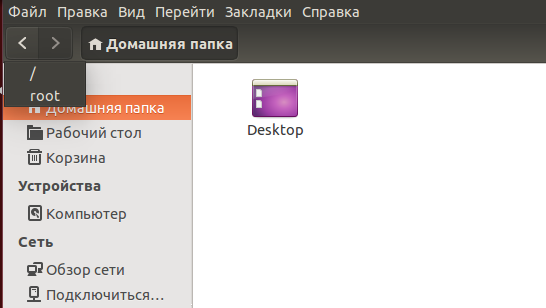 Файл Правка Вид Перейти Закладки Справка
Домашняя папка
/
root
Домашняя папка
Рабочий стол
Корзина
Устройства
Компьютер
Сеть
Обзор сети
Подключиться…
Desktop